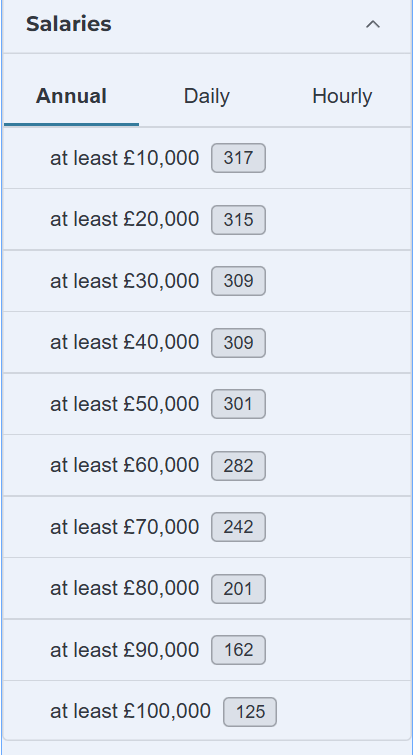 Salaries
Annual Daily Hourly
at least £10,000 317
at least £20,000 315
at least £30,000 309
at least £40,000 309
at least £50,000 301
at least £60,000 282
at least £70,000 242
at least £80,000 201
at least £90,000 162
at least £100,000 125